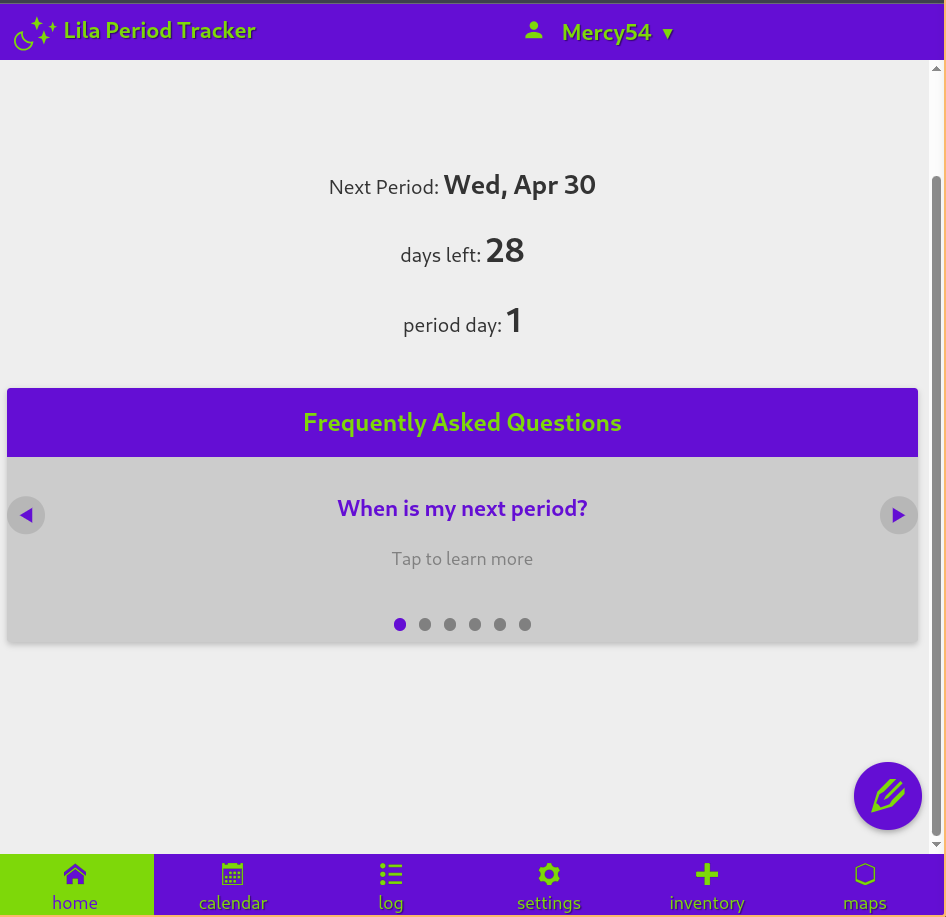 Lila Period Tracker
Mercy54 ▼
Next Period: Wed, Apr 30
days left: 28
period day: 1
Frequently Asked Questions
When is my next period?
Tap to learn more
home
calendar
log
settings
inventory
maps